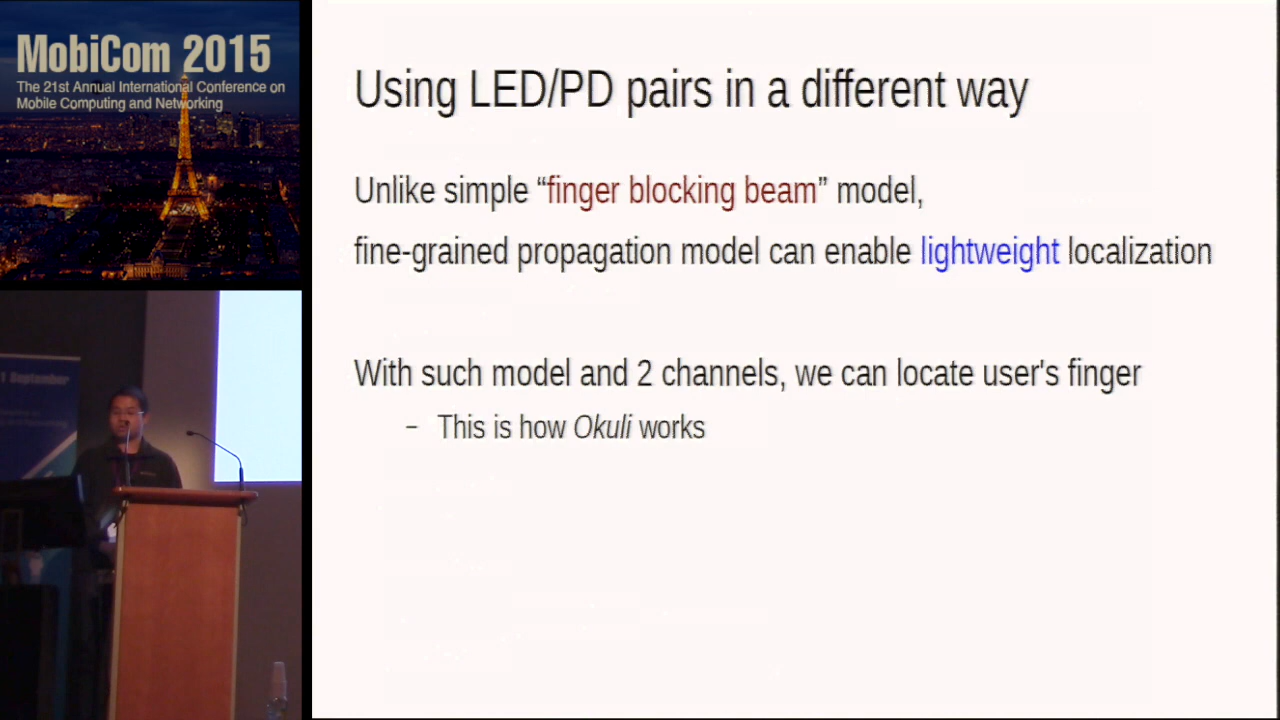 MobiCom 2015
The 21st Annual International Conference on
Mobile Computing and Networking
1 September
Using LED/PD pairs in a different way
Unlike simple “finger blocking beam” model,
fine-grained propagation model can enable lightweight localization
With such model and 2 channels, we can locate user's finger
– This is how Okuli works